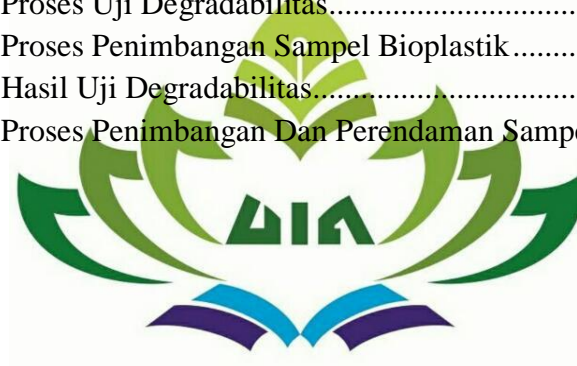 Proses Uji Degradabilitas................................
Proses Penimbangan Sampel Bioplastik..........
Hasil Uji Degradabilitas...................................
Proses Penimbangan Dan Perendaman
UIN